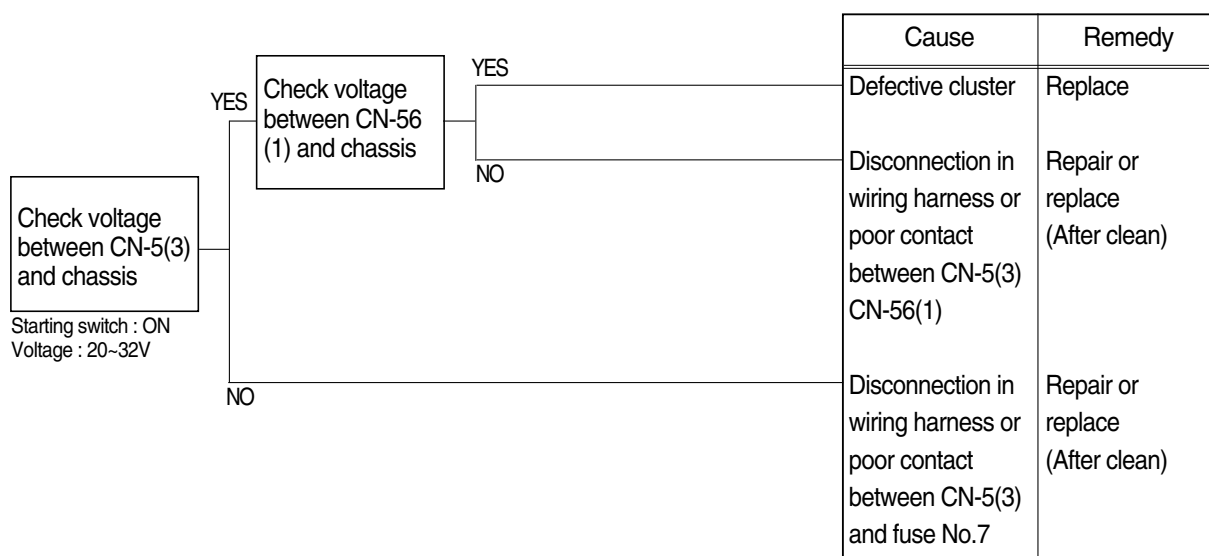 Cause
Remedy
YES
Check voltage
between CN-56
(1) and chassis
YES
Defective cluster
Replace
NO
Disconnection in
wiring harness or
poor contact
between CN-5(3)
CN-56(1)
Repair or
replace
(After clean)
Check voltage
between CN-5(3)
and chassis
Starting switch : ON
Voltage : 20~32V
NO
Disconnection in
wiring harness or
poor contact
between CN-5(3)
and fuse No.7
Repair or
replace
(After clean)